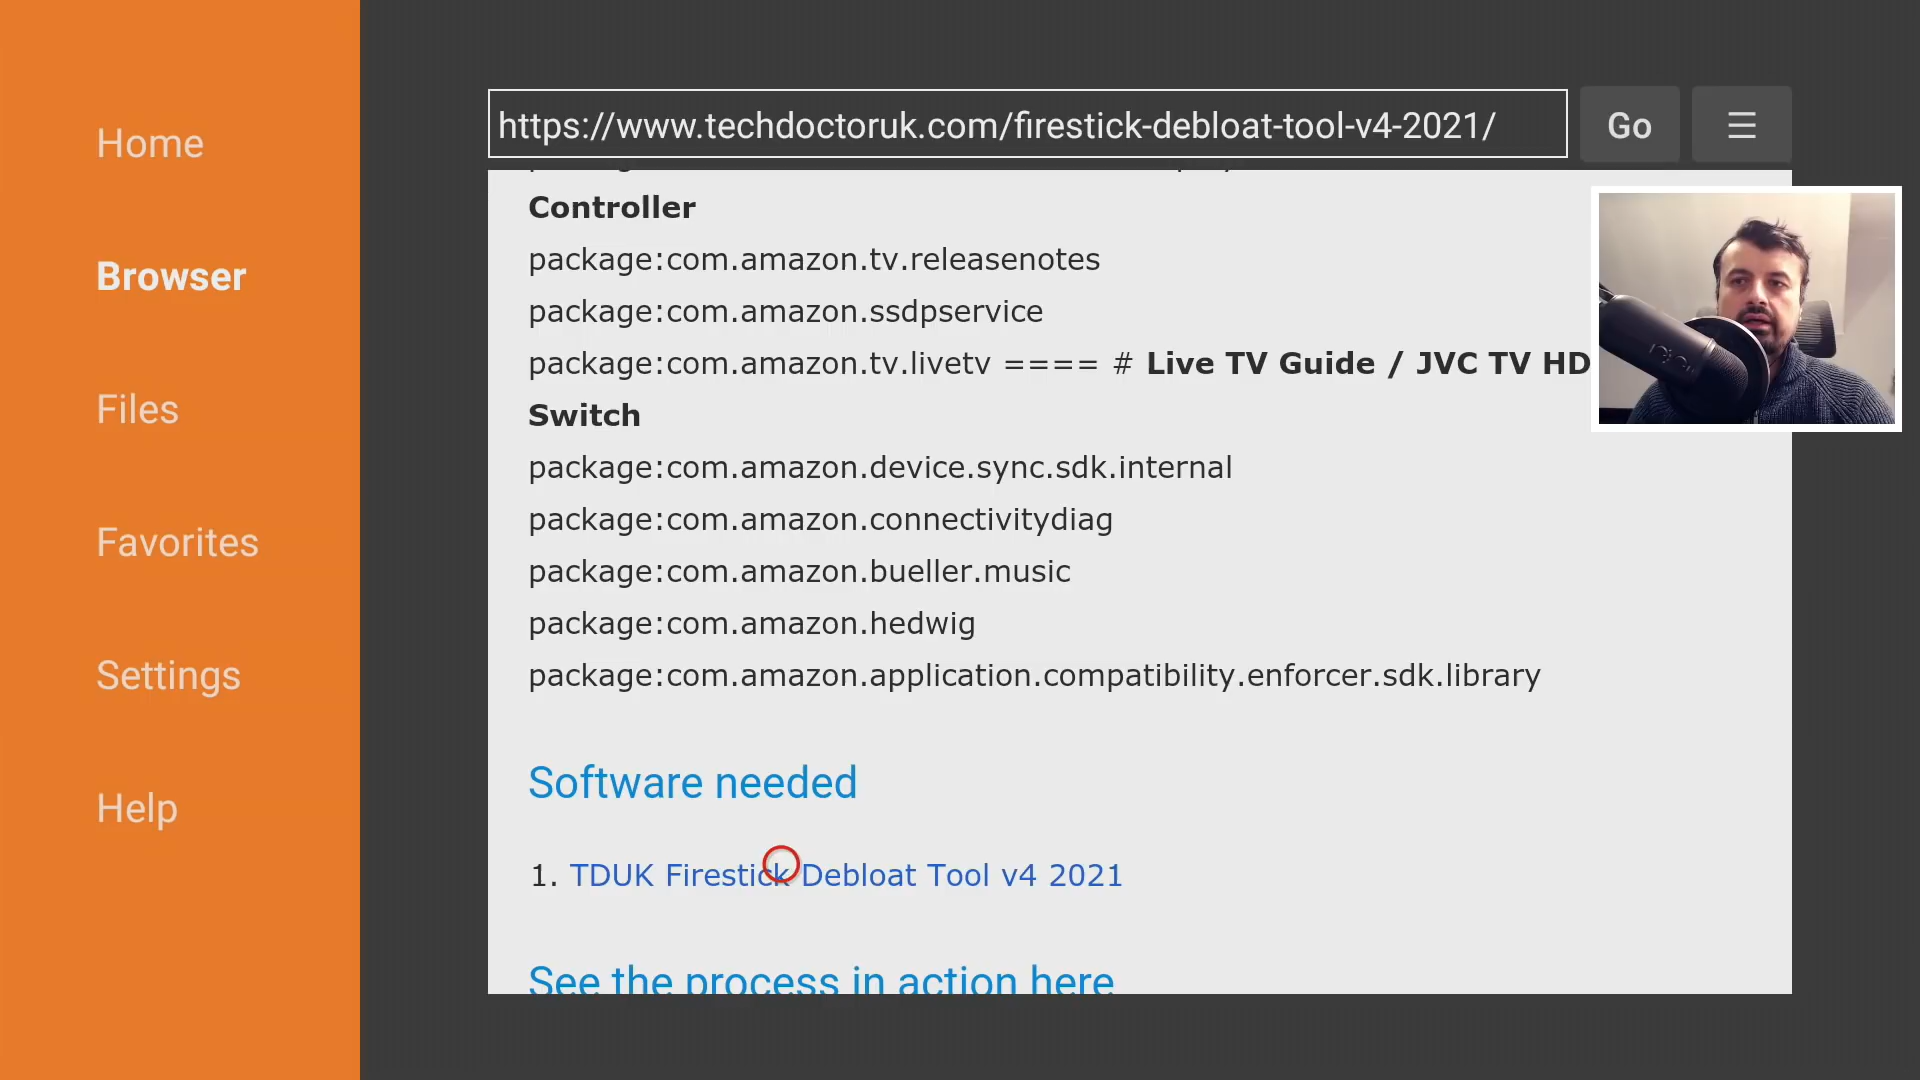 Home
Browser
Files
Favorites
Settings
Help
https://www.techdoctoruk.com/firestick-debloat-tool-v4-2021/
Go
Controller
package:com.amazon.tv.releasenotes
package:com.amazon.ssdpservice
package:com.amazon.tv.livetv ==== # Live TV Guide / JVC TV HD
Switch
package:com.amazon.device.sync.sdk.internal
package:com.amazon.connectivitydiag
package:com.amazon.bueller.music
package:com.amazon.hedwig
package:com.amazon.application.compatibility.enforcer.sdk.library
Software needed
1. TDUK Firestick Debloat Tool v4 2021
See the process in action here